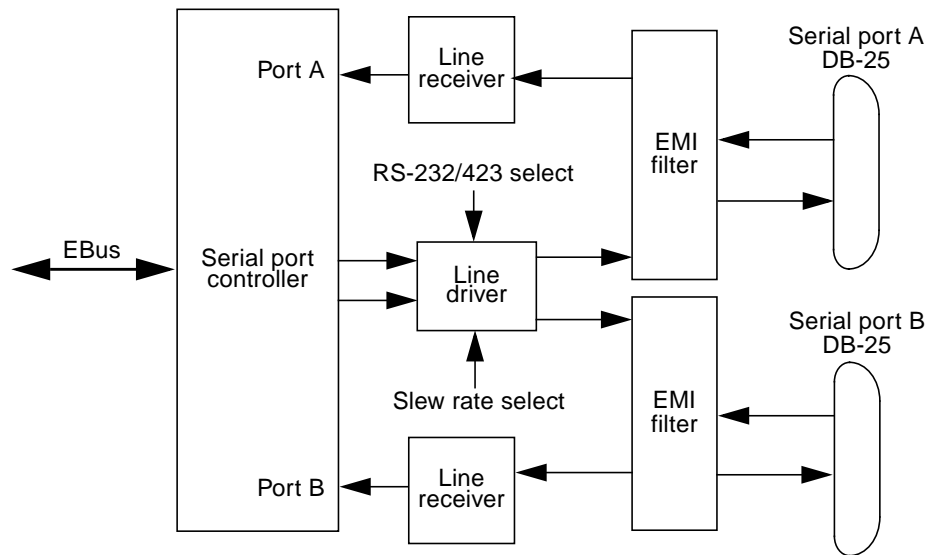 Serial port A
DB-25
Line
receiver
Port A
EMI
filter
RS-232/423 select
EBus
Serial port
controller
Line
driver
Serial port B
DB-25
Slew rate select
EMI
filter
Port B
Line
receiver